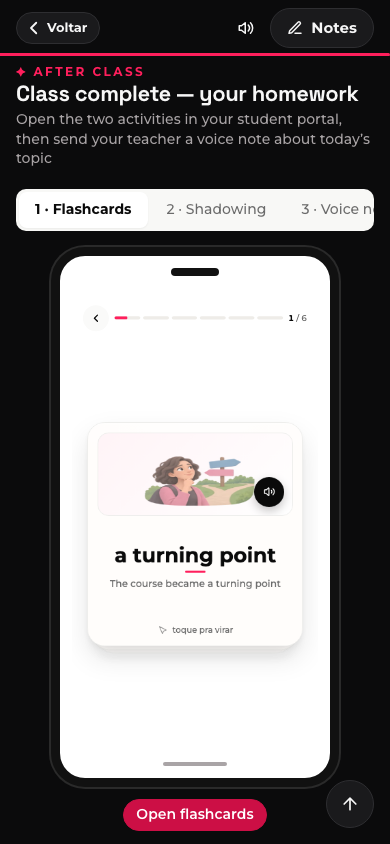 Voltar
Notes
AFTER CLASS
Class complete — your homework
Open the two activities in your student portal,
then send your teacher a voice note about today's
topic
1 · Flashcards
2 · Shadowing
3 · Voice n
1 / 6
a turning point
The course became a turning point
toque pra virar
Open flashcards